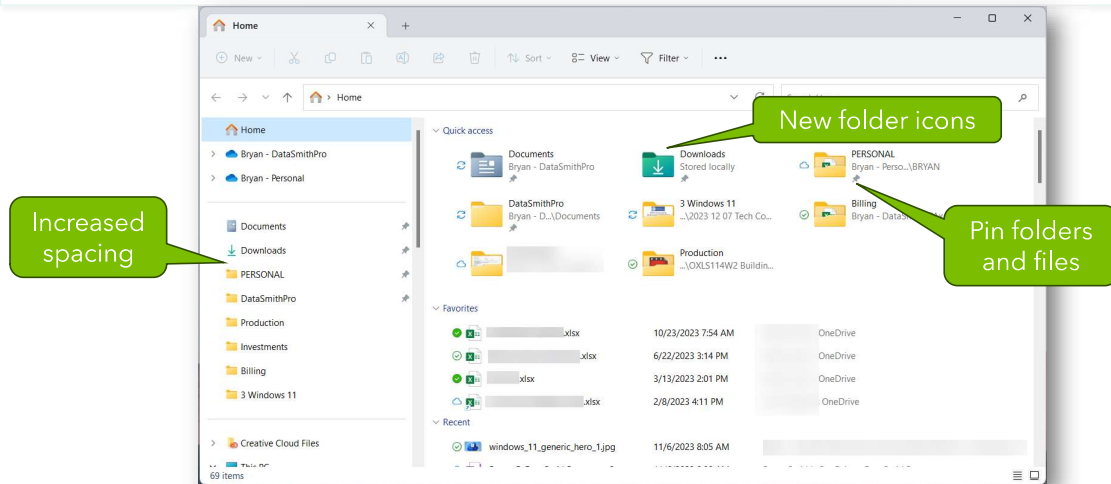 Home
New
Sort
View
Filter
Home
New folder icons
Home
Bryan - DataSmithPro
Bryan - Personal
Increased
spacing
Documents
Downloads
PERSONAL
DataSmithPro
Production
Investments
Billing
3 Windows 11
Creative Cloud Files
This PC
69 items
Quick access
Documents
Bryan - DataSmithPro
Downloads
Stored locally
PERSONAL
Bryan - Perso...\BRYAN
DataSmithPro
Bryan - D...\Documents
3 Windows 11
...\2023 12 07 Tech Co...
Billing
Pin folders
and files
Production
...\OXLS114W2 Buildin...
Favorites
.xlsx 10/23/2023 7:54 AM OneDrive
.xlsx 6/22/2023 3:14 PM OneDrive
.xlsx 3/13/2023 2:01 PM OneDrive
.xlsx 2/8/2023 4:11 PM OneDrive
Recent
windows_11_generic_hero_1.jpg 11/6/2023 8:05 AM